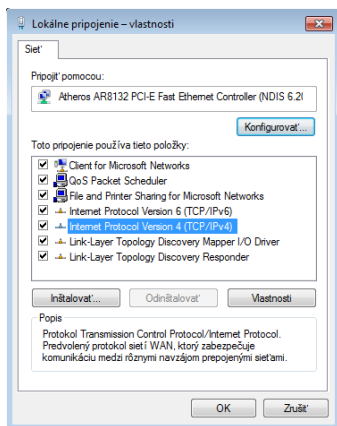 Lokálne pripojenie – vlastnosti
Sieť
Pripojiť pomocou:
Atheros AR8132 PCI-E Fast Ethernet Controller (NDIS 6.2(
Konfigurovať...
Toto pripojenie používa tieto položky:
Client for Microsoft Networks
QoS Packet Scheduler
File and Printer Sharing for Microsoft Networks
Internet Protocol Version 6 (TCP/IPv6)
Internet Protocol Version 4 (TCP/IPv4)
Link-Layer Topology Discovery Mapper I/O Driver
Link-Layer Topology Discovery Responder
Inštalovať... Odinštalovať Vlastnosti
Popis
Protokol Transmission Control Protocol/Internet Protocol.
Predvolený protokol sietí WAN, ktorý zabezpečuje
komunikáciu medzi rôznymi navzájom prepojenými sieťami.
OK Zrušiť